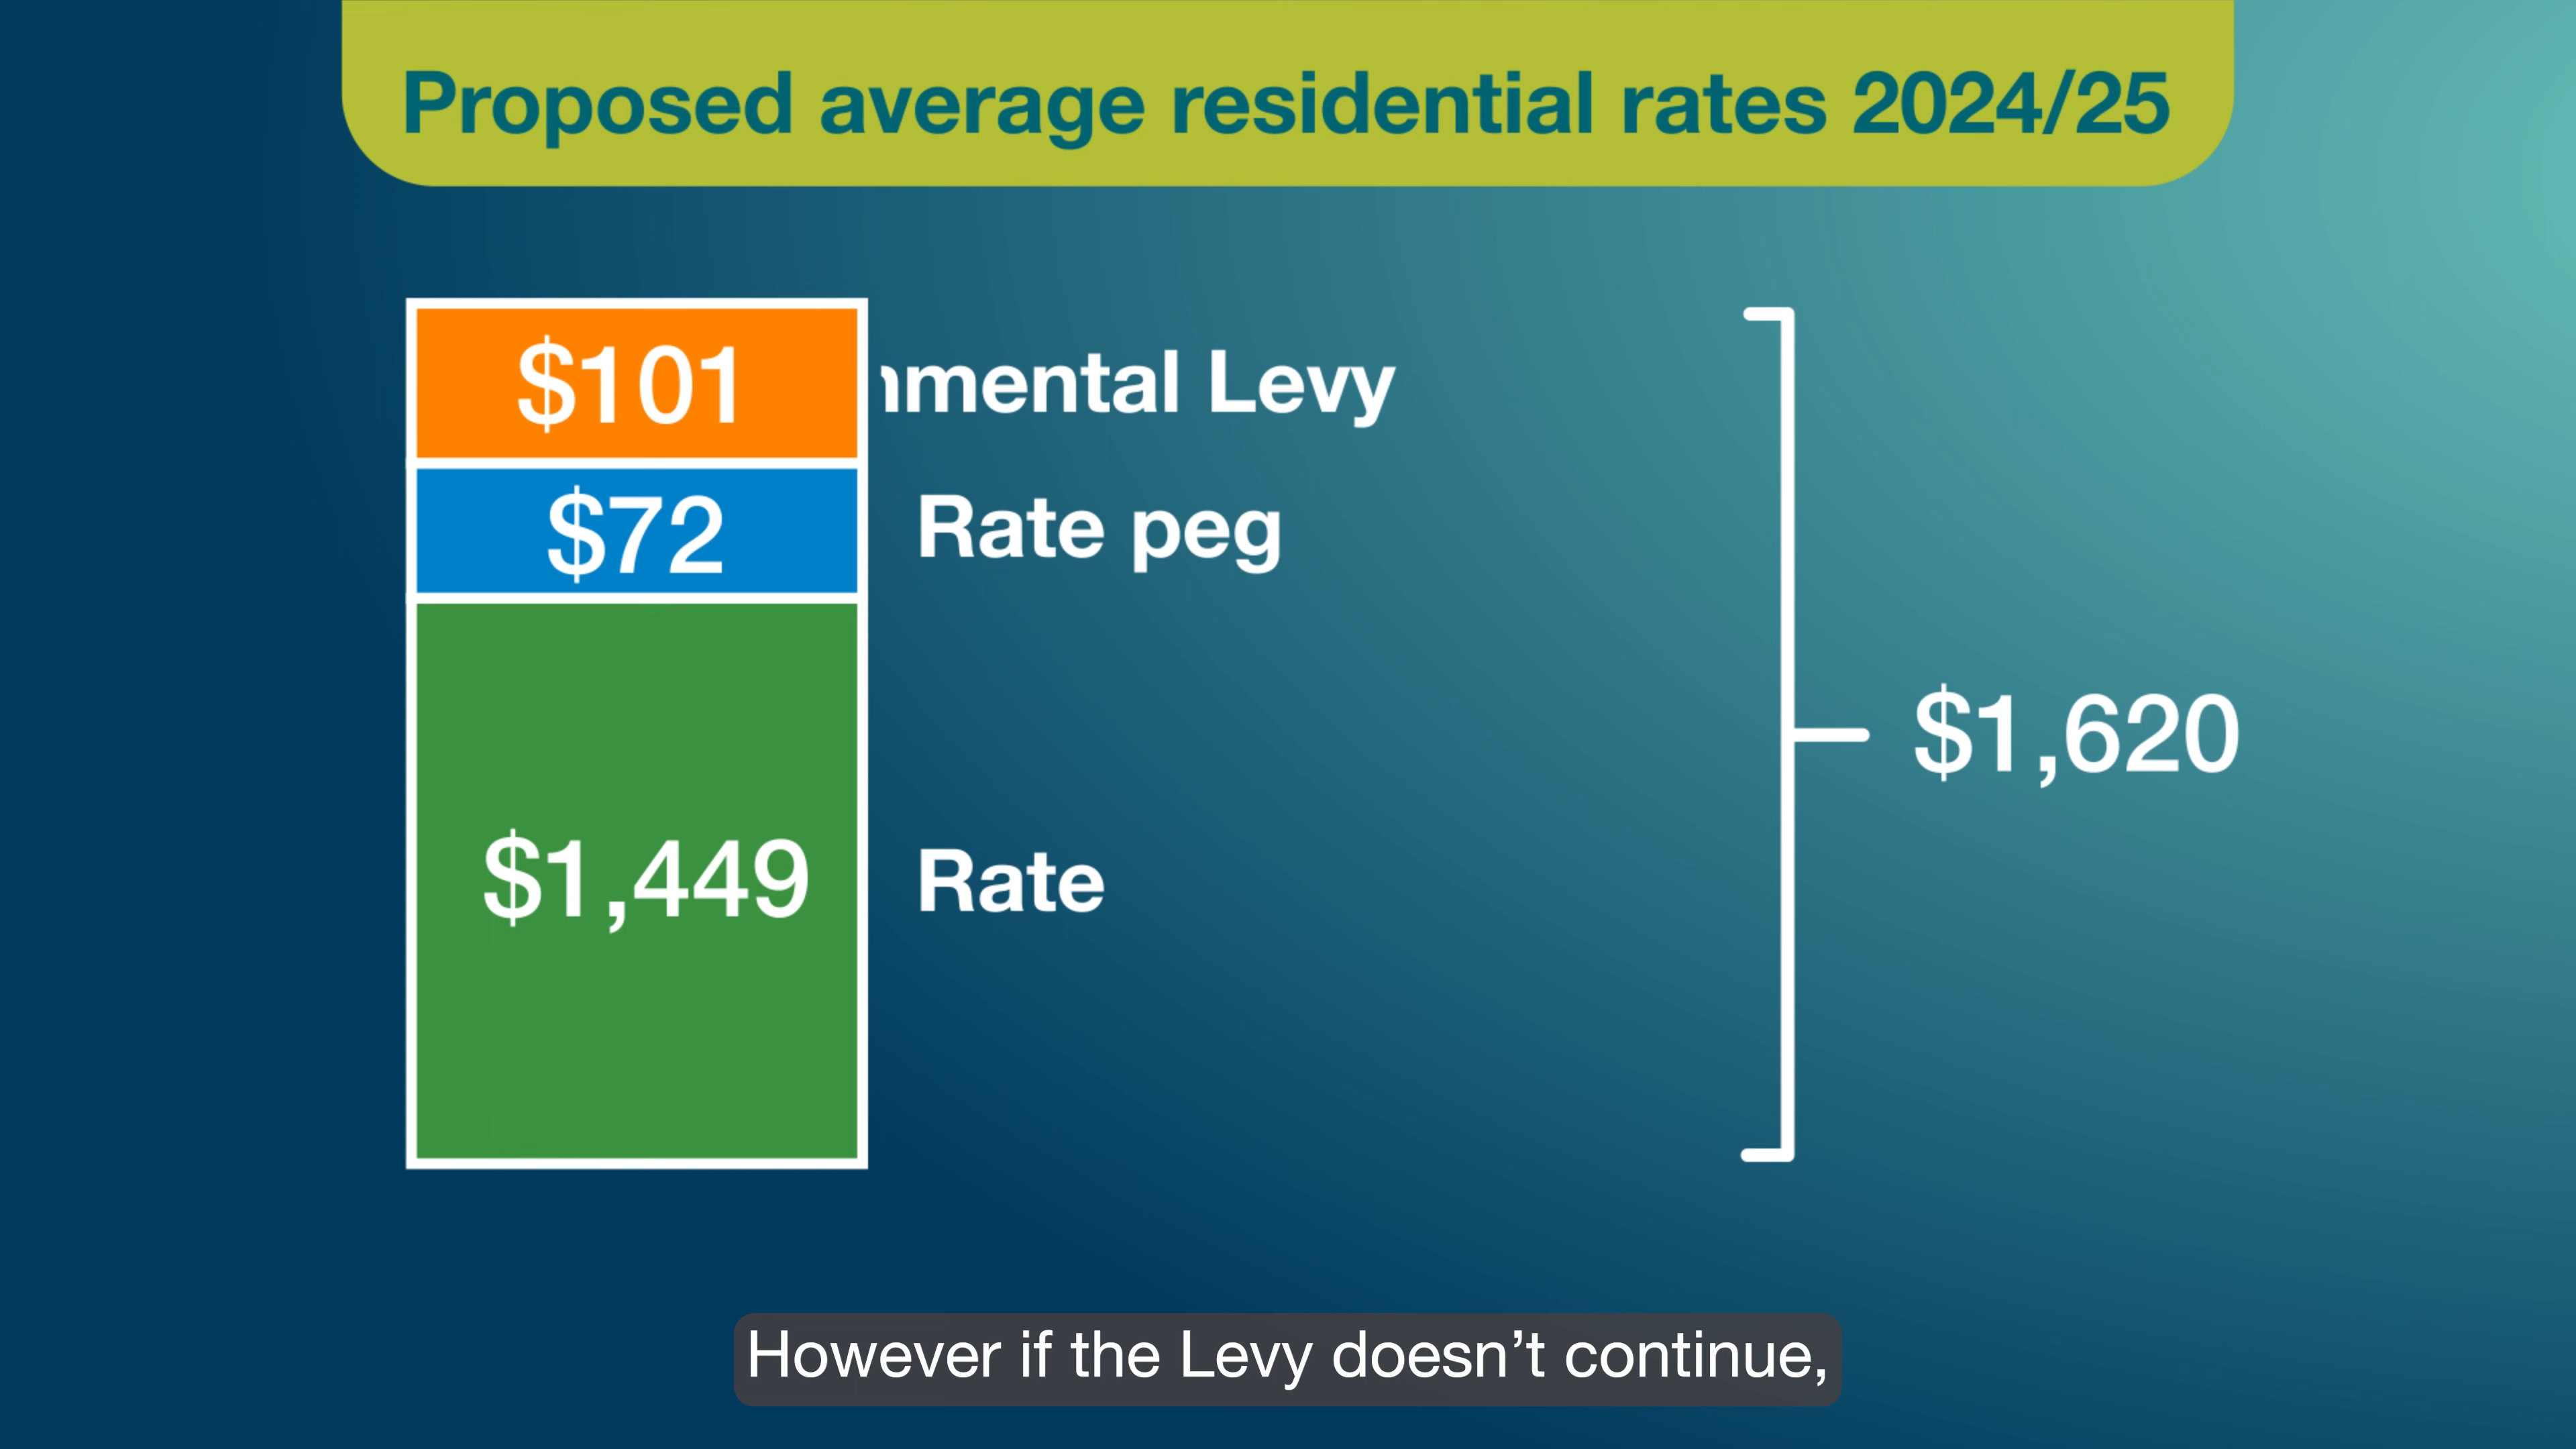 Proposed average residential rates 2024/25
$101 nmental Levy
$72 Rate peg
$1,620
$1,449 Rate
However if the Levy doesn’t continue,